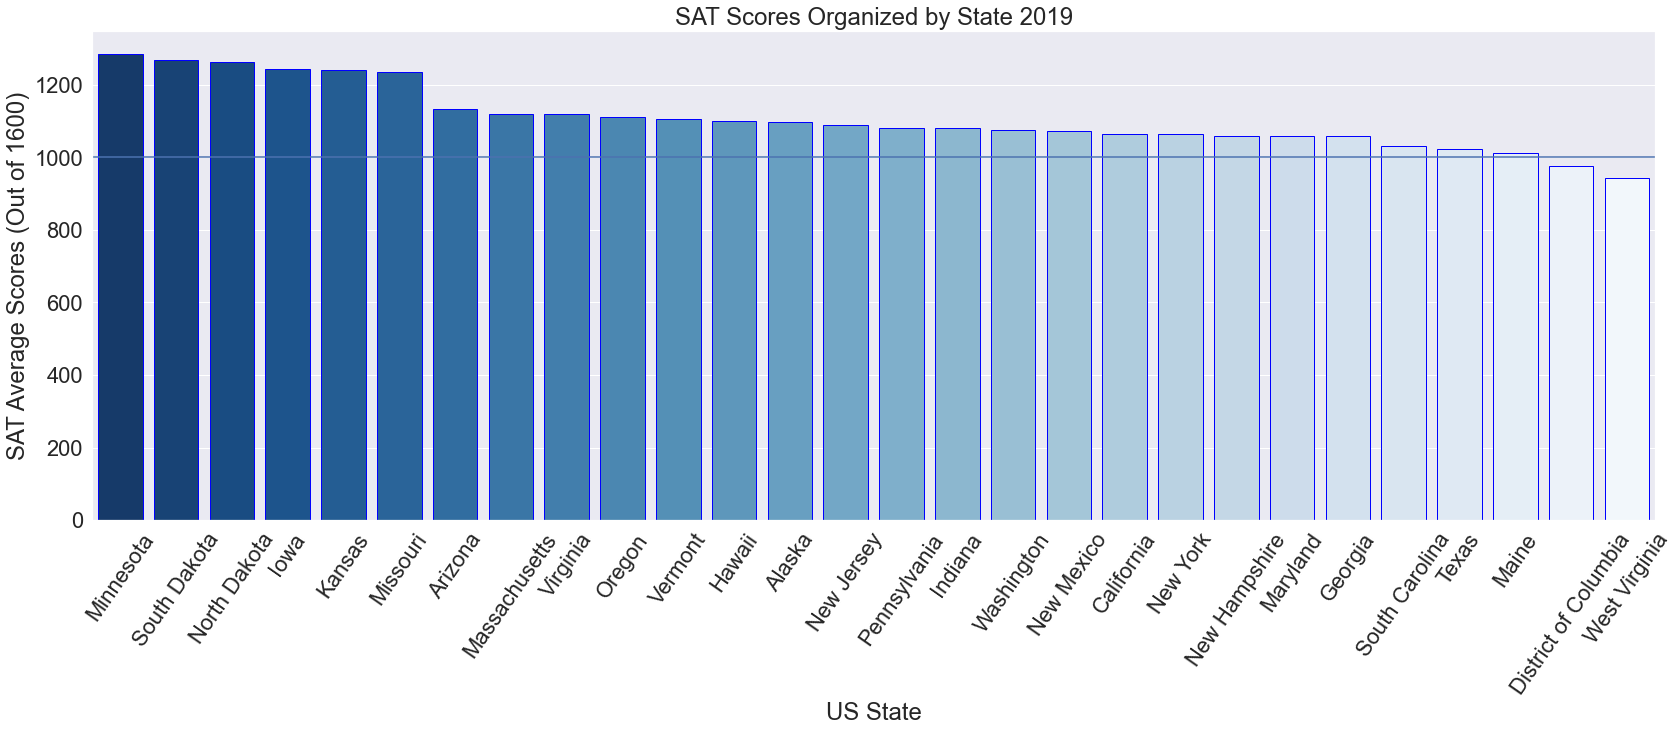 SAT Scores Organized by State 2019
SAT Average Scores (Out of 1600)
1200
1000
800
600
400
200
0
Minnesota
South Dakota
North Dakota
Iowa
Kansas
Missouri
Arizona
Massachusetts
Virginia
Oregon
Vermont
Hawaii
Alaska
New Jersey
Pennsylvania
Indiana
Washington
New Mexico
California
New York
New Hampshire
Maryland
Georgia
South Carolina
Texas
Maine
District of Columbia
West Virginia
US State